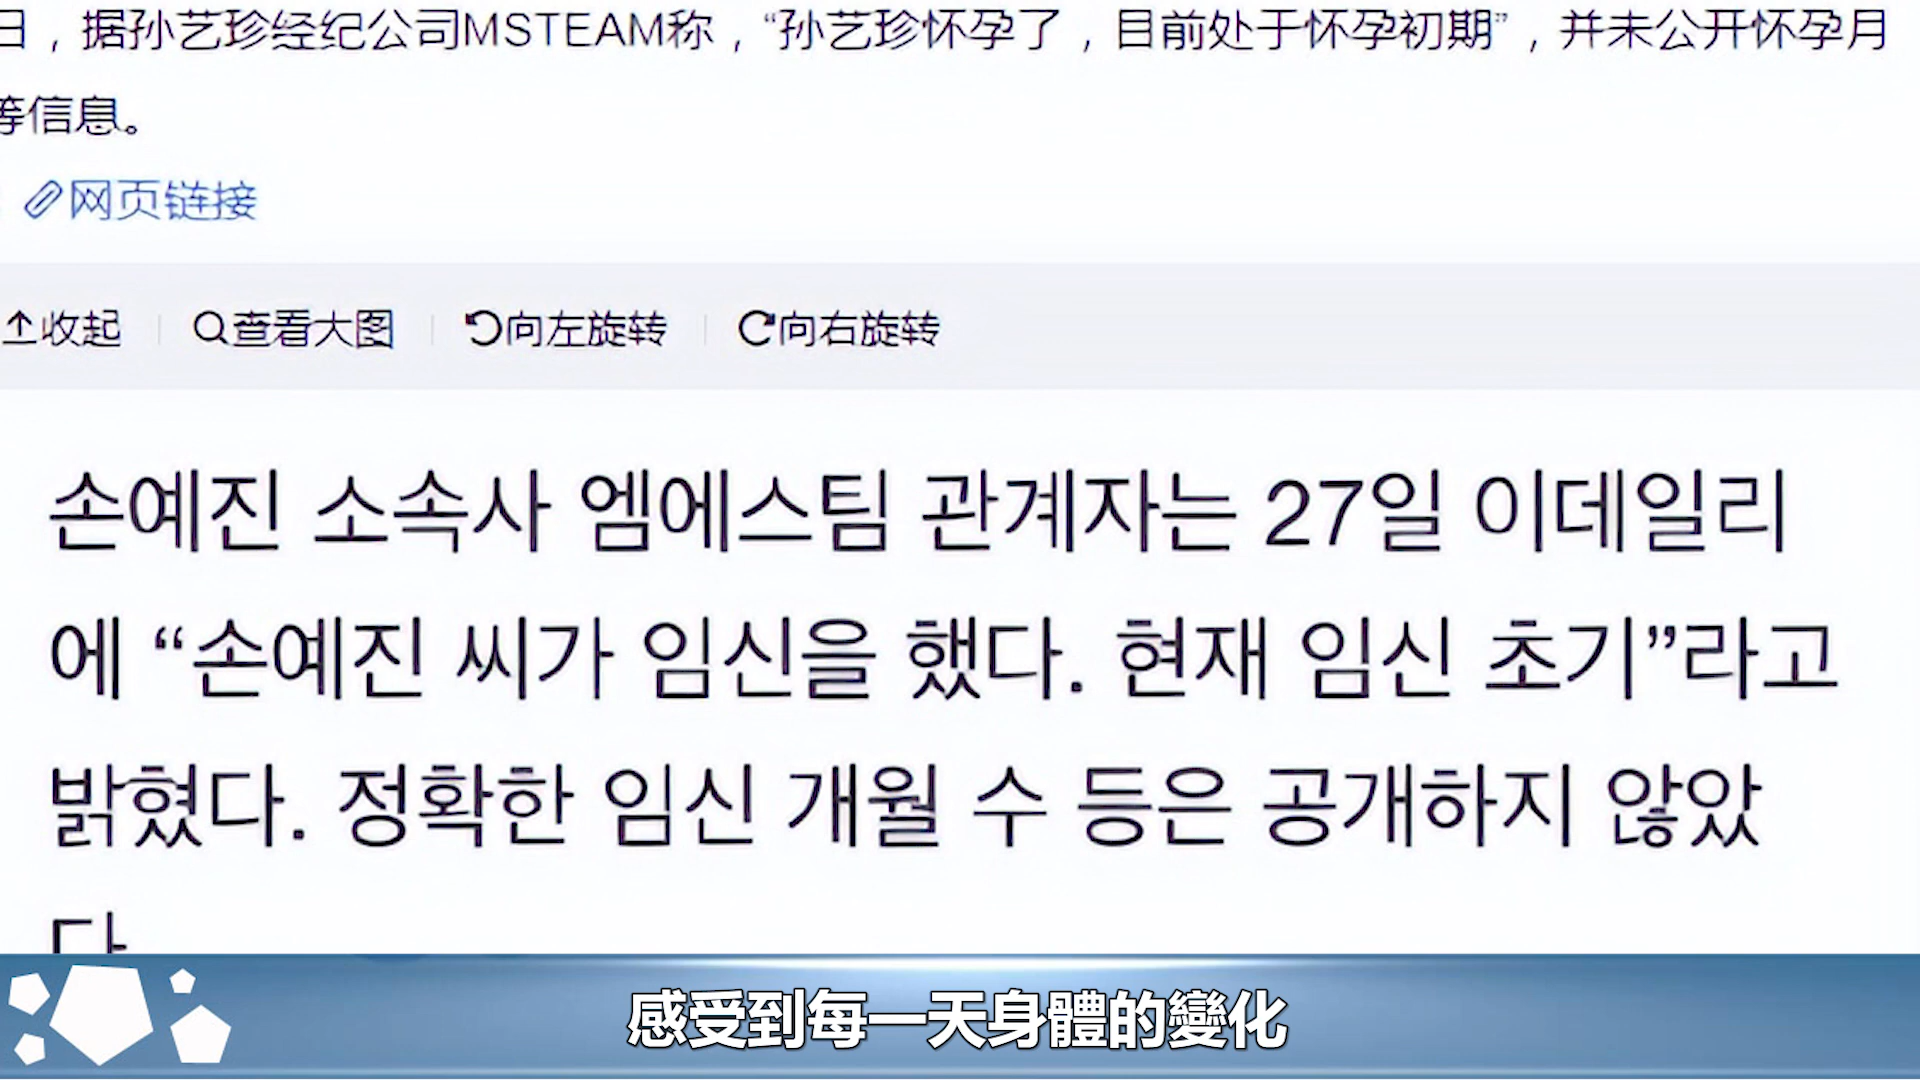 日，据孙艺珍经纪公司MSTEAM称，“孙艺珍怀孕了，目前处于怀孕初期”，并未公开怀孕月
等信息。
网页链接
收起 查看大图 向左旋转 向右旋转
손예진 소속사 엠에스팀 관계자는 27일 이데일리
에 “손예진 씨가 임신을 했다. 현재 임신 초기”라고
밝혔다. 정확한 임신 개월 수 등은 공개하지 않았
다
感受到每一天身體的變化